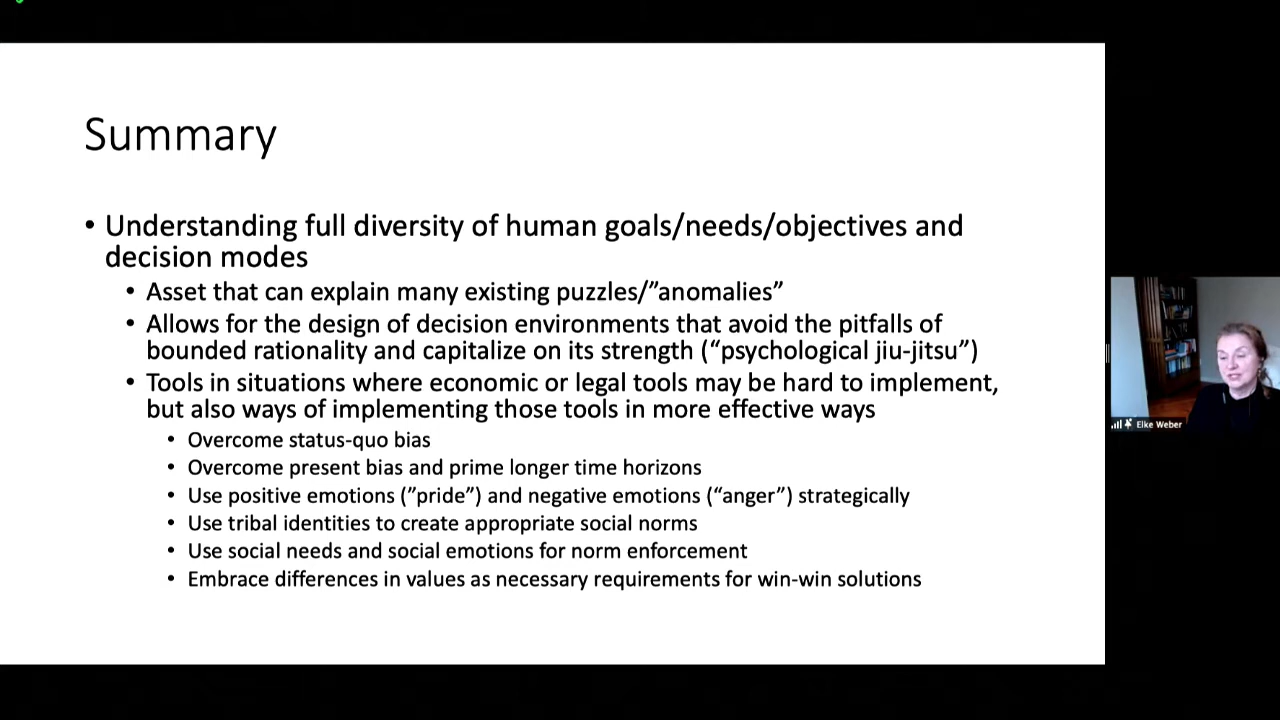 Summary
• Understanding full diversity of human goals/needs/objectives and
decision modes
• Asset that can explain many existing puzzles/”anomalies”
• Allows for the design of decision environments that avoid the pitfalls of
bounded rationality and capitalize on its strength (“psychological jiu-jitsu”)
• Tools in situations where economic or legal tools may be hard to implement,
but also ways of implementing those tools in more effective ways
• Overcome status-quo bias
• Overcome present bias and prime longer time horizons
• Use positive emotions (”pride”) and negative emotions (“anger”) strategically
• Use tribal identities to create appropriate social norms
• Use social needs and social emotions for norm enforcement
• Embrace differences in values as necessary requirements for win-win solutions
Elke Weber